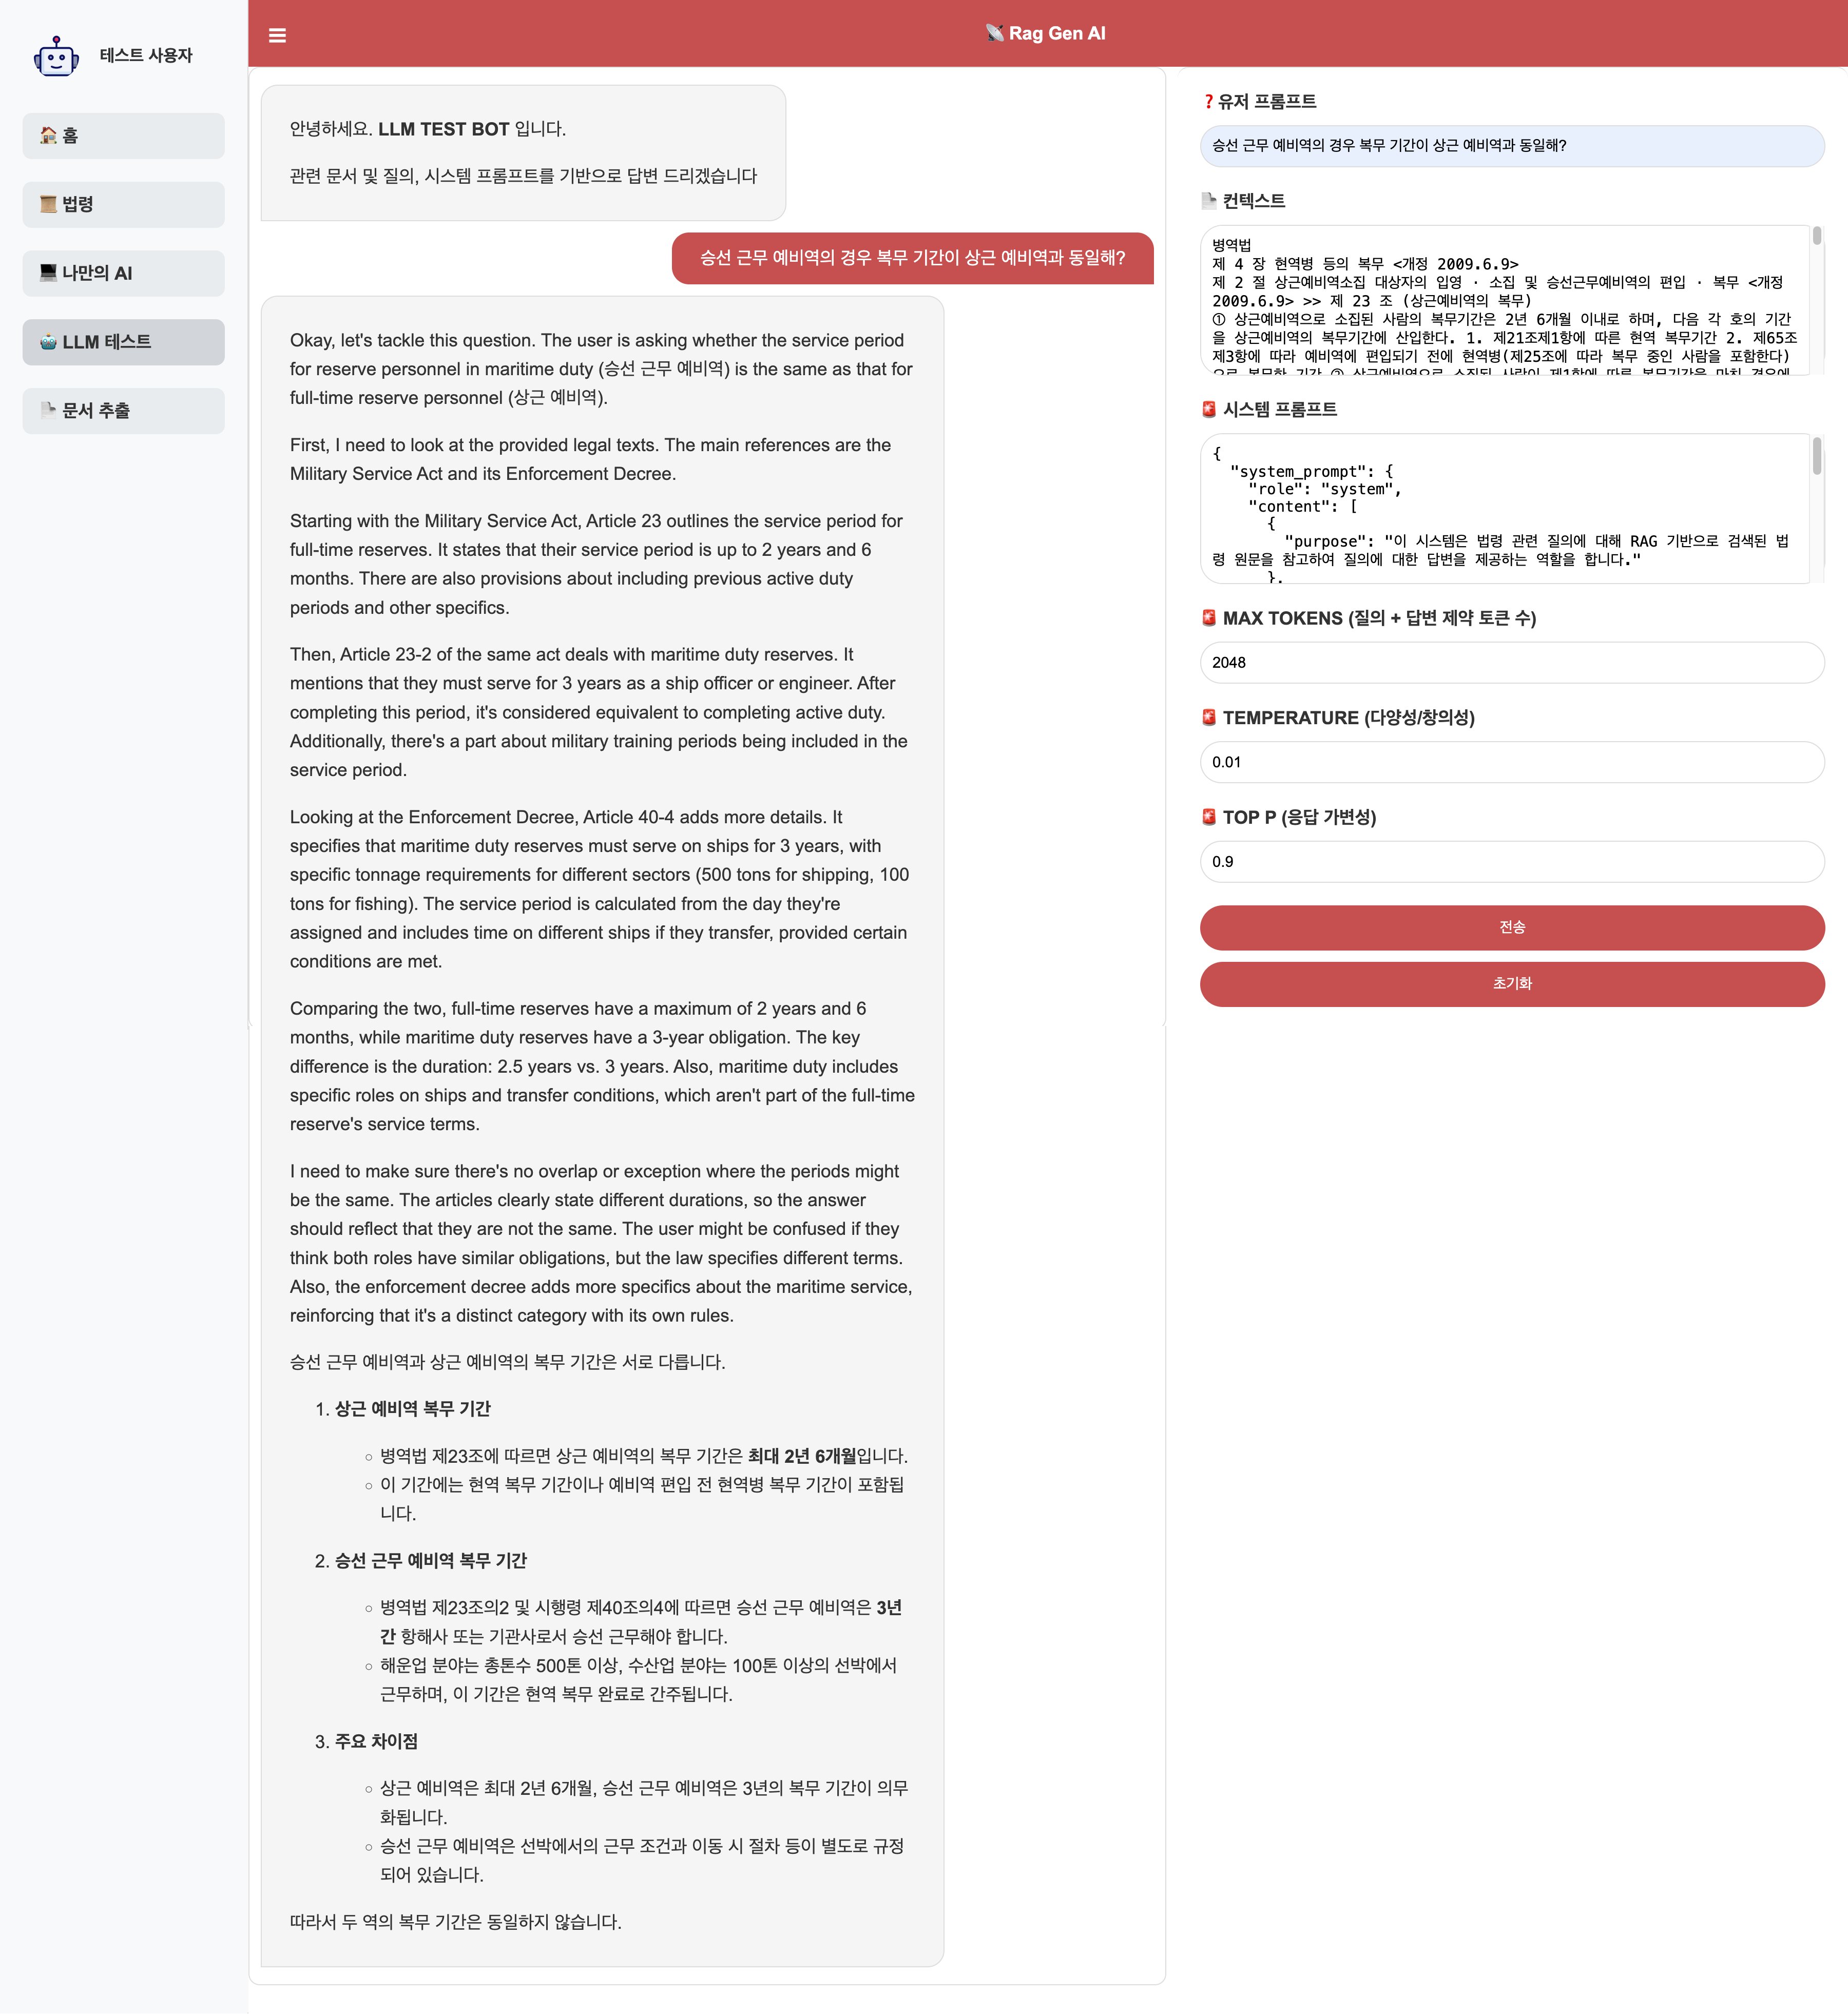 테스트 사용자
홈
법령
나만의 AI
LLM 테스트
문서 추출
Rag Gen AI
안녕하세요. LLM TEST BOT 입니다.
관련 문서 및 질의, 시스템 프롬프트를 기반으로 답변 드리겠습니다
승선 근무 예비역의 경우 복무 기간이 상근 예비역과 동일해?
Okay, let's tackle this question. The user is asking whether the service period
for reserve personnel in maritime duty (승선 근무 예비역) is the same as that for
full-time reserve personnel (상근 예비역).
First, I need to look at the provided legal texts. The main references are the
Military Service Act and its Enforcement Decree.
Starting with the Military Service Act, Article 23 outlines the service period for
full-time reserves. It states that their service period is up to 2 years and 6
months. There are also provisions about including previous active duty
periods and other specifics.
Then, Article 23-2 of the same act deals with maritime duty reserves. It
mentions that they must serve for 3 years as a ship officer or engineer. After
completing this period, it's considered equivalent to completing active duty.
Additionally, there's a part about military training periods being included in the
service period.
Looking at the Enforcement Decree, Article 40-4 adds more details. It
specifies that maritime duty reserves must serve on ships for 3 years, with
specific tonnage requirements for different sectors (500 tons for shipping, 100
tons for fishing). The service period is calculated from the day they're
assigned and includes time on different ships if they transfer, provided certain
conditions are met.
Comparing the two, full-time reserves have a maximum of 2 years and 6
months, while maritime duty reserves have a 3-year obligation. The key
difference is the duration: 2.5 years vs. 3 years. Also, maritime duty includes
specific roles on ships and transfer conditions, which aren't part of the full-time
reserve's service terms.
I need to make sure there's no overlap or exception where the periods might
be the same. The articles clearly state different durations, so the answer
should reflect that they are not the same. The user might be confused if they
think both roles have similar obligations, but the law specifies different terms.
Also, the enforcement decree adds more specifics about the maritime service,
reinforcing that it's a distinct category with its own rules.
승선 근무 예비역과 상근 예비역의 복무 기간은 서로 다릅니다.
1. 상근 예비역 복무 기간
병역법 제23조에 따르면 상근 예비역의 복무 기간은 최대 2년 6개월입니다.
이 기간에는 현역 복무 기간이나 예비역 편입 전 현역병 복무 기간이 포함됩
니다.
2. 승선 근무 예비역 복무 기간
병역법 제23조의2 및 시행령 제40조의4에 따르면 승선 근무 예비역은 3년
간 항해사 또는 기관사로서 승선 근무해야 합니다.
해운업 분야는 총톤수 500톤 이상, 수산업 분야는 100톤 이상의 선박에서
근무하며, 이 기간은 현역 복무 완료로 간주됩니다.
3. 주요 차이점
상근 예비역은 최대 2년 6개월, 승선 근무 예비역은 3년의 복무 기간이 의무
화됩니다.
승선 근무 예비역은 선박에서의 근무 조건과 이동 시 절차 등이 별도로 규정
되어 있습니다.
따라서 두 역의 복무 기간은 동일하지 않습니다.
유저 프롬프트
승선 근무 예비역의 경우 복무 기간이 상근 예비역과 동일해?
컨텍스트
병역법
제 4 장 현역병 등의 복무 <개정 2009.6.9>
제 2 절 상근예비역소집 대상자의 입영 · 소집 및 승선근무예비역의 편입 · 복무 <개정
2009.6.9> >> 제 23 조 (상근예비역의 복무)
① 상근예비역으로 소집된 사람의 복무기간은 2년 6개월 이내로 하며, 다음 각 호의 기간
을 상근예비역의 복무기간에 산입한다. 1. 제21조제1항에 따른 현역 복무기간 2. 제65조
제3항에 따라 예비역에 편입되기 전에 현역병(제25조에 따라 복무 중인 사람을 포함한다)
으로 복무한 기간 ② 상근예비역으로 소집된 사람이 제1항에 따른 복무기간을 마친 경우에
시스템 프롬프트
{
"system_prompt": {
"role": "system",
"content": [
{
"purpose": "이 시스템은 법령 관련 질의에 대해 RAG 기반으로 검색된 법
령 원문을 참고하여 질의에 대한 답변을 제공하는 역할을 합니다."
},
MAX TOKENS (질의 + 답변 제약 토큰 수)
2048
TEMPERATURE (다양성/창의성)
0.01
TOP P (응답 가변성)
0.9
전송
초기화